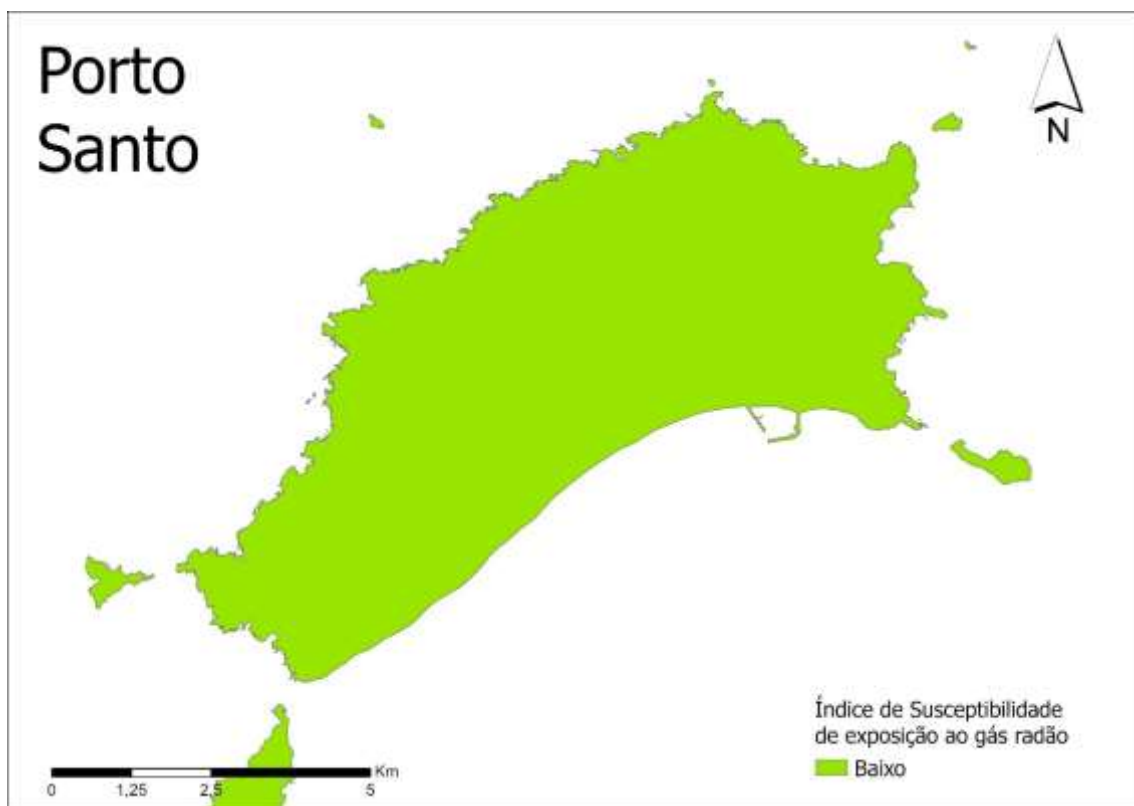 Porto
Santo
N
Índice de Susceptibilidade
de exposição ao gás radão
Baixo
Km
0 1,25 2,5 5